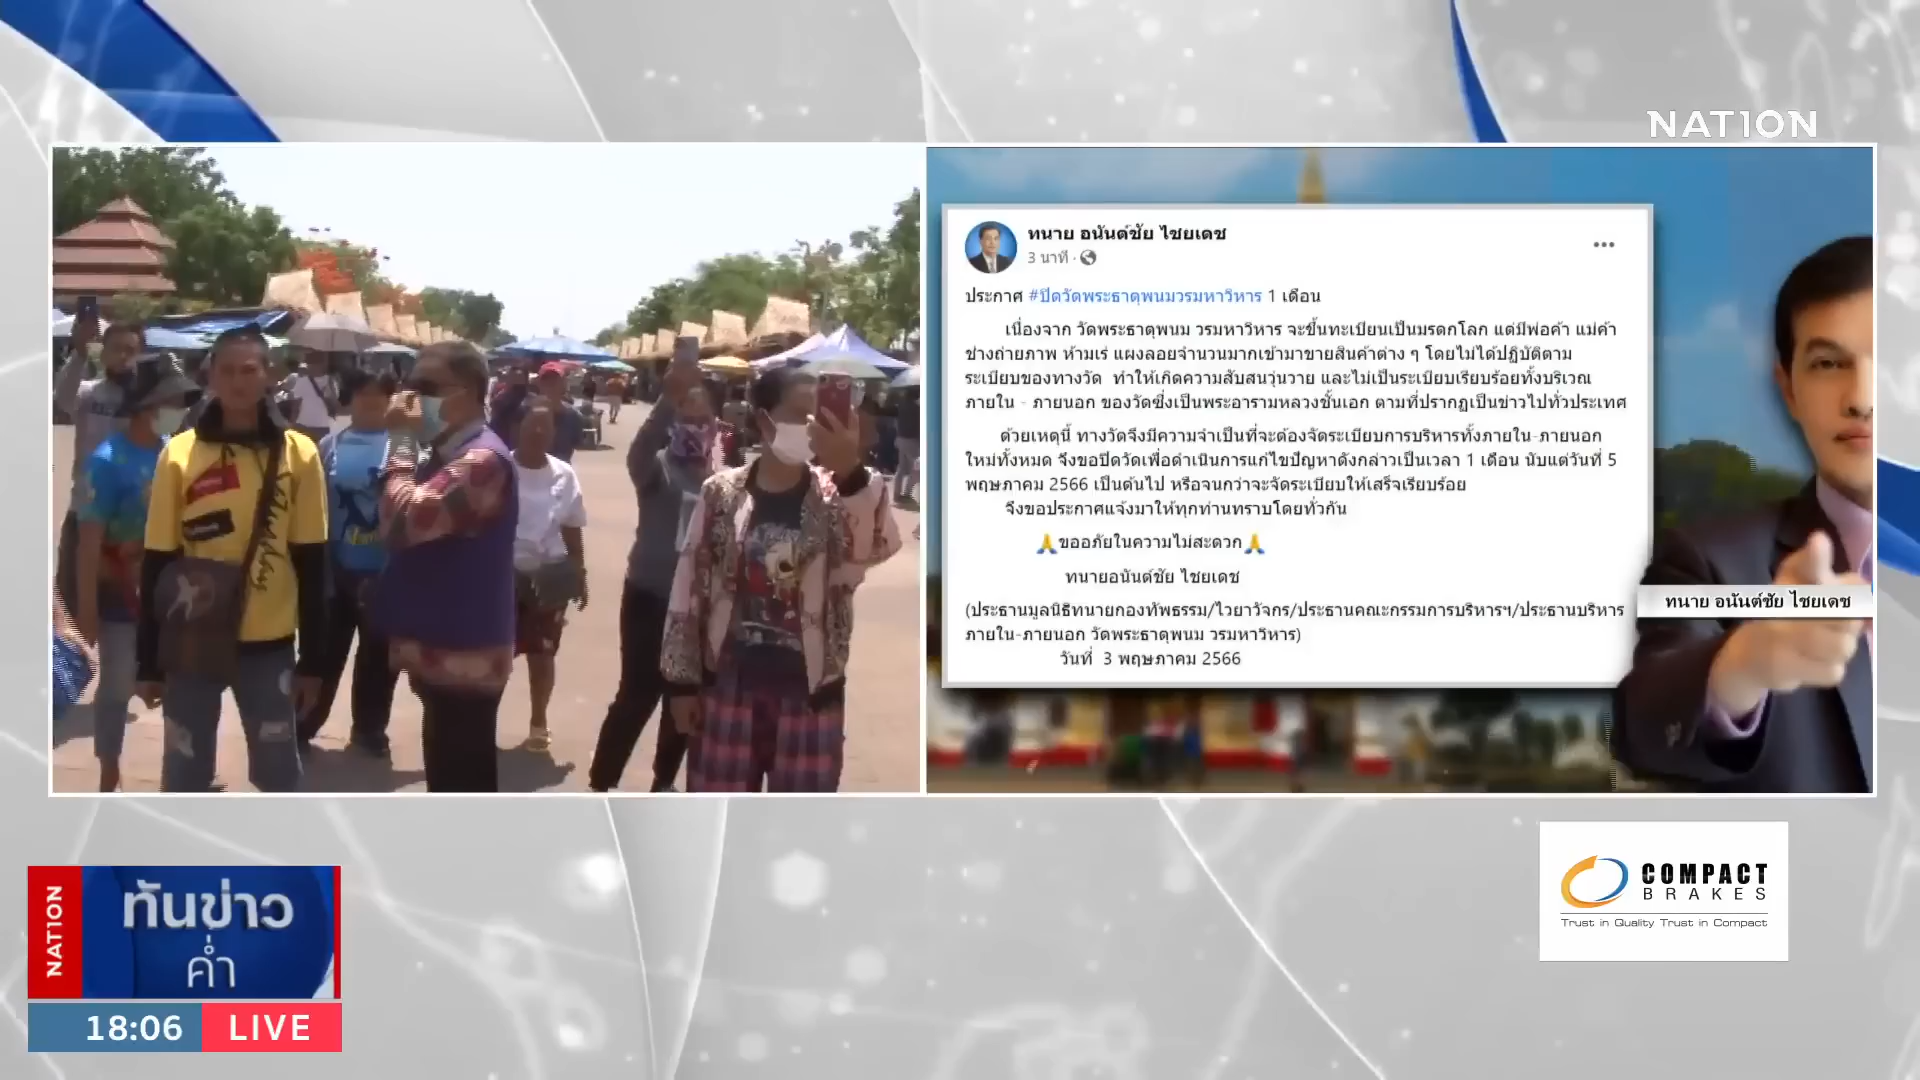 NATION
ทนาย อนันต์ชัย ไชยเดช
3 นาที ·
ประกาศ #ปิดวัดพระธาตุพนมวรมหาวิหาร 1 เดือน
เนื่องจาก วัดพระธาตุพนม วรมหาวิหาร จะขึ้นทะเบียนเป็นมรดกโลก แต่มีพ่อค้า แม่ค้า
ช่างถ่ายภาพ ห้ามเร่ แผงลอยจำนวนมากเข้ามาขายสินค้าต่าง ๆ โดยไม่ได้ปฏิบัติตาม
ระเบียบของทางวัด ทำให้เกิดความสับสนวุ่นวาย และไม่เป็นระเบียบเรียบร้อยทั้งบริเวณ
ภายใน - ภายนอก ของวัดซึ่งเป็นพระอารามหลวงชั้นเอก ตามที่ปรากฏเป็นข่าวไปทั่วประเทศ
ด้วยเหตุนี้ ทางวัดจึงมีความจำเป็นที่จะต้องจัดระเบียบการบริหารทั้งภายใน-ภายนอก
ใหม่ทั้งหมด จึงขอปิดวัดเพื่อดำเนินการแก้ไขปัญหาดังกล่าวเป็นเวลา 1 เดือน นับแต่วันที่ 5
พฤษภาคม 2566 เป็นต้นไป หรือจนกว่าจะจัดระเบียบให้เสร็จเรียบร้อย
จึงขอประกาศแจ้งมาให้ทุกท่านทราบโดยทั่วกัน
🙏ขออภัยในความไม่สะดวก🙏
ทนายอนันต์ชัย ไชยเดช
(ประธานมูลนิธิทนายกองทัพธรรม/ไวยาวัจกร/ประธานคณะกรรมการบริหารฯ/ประธานบริหาร
ภายใน-ภายนอก วัดพระธาตุพนม วรมหาวิหาร)
วันที่ 3 พฤษภาคม 2566
ทนาย อนันต์ชัย ไชยเดช
NATION
ทันข่าว
ค่ำ
18:06 LIVE
COMPACT
BRAKES
Trust in Quality Trust in Compact